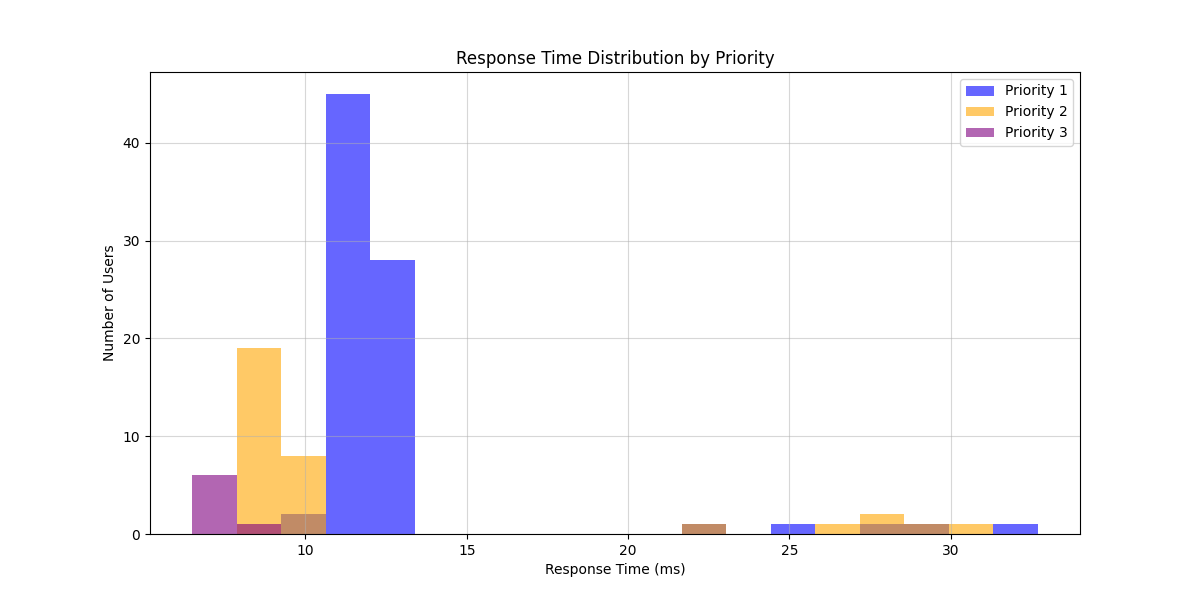 Response Time Distribution by Priority
Priority 1
Priority 2
Priority 3
Number of Users
40
30
20
10
0
10
15
20
25
30
Response Time (ms)